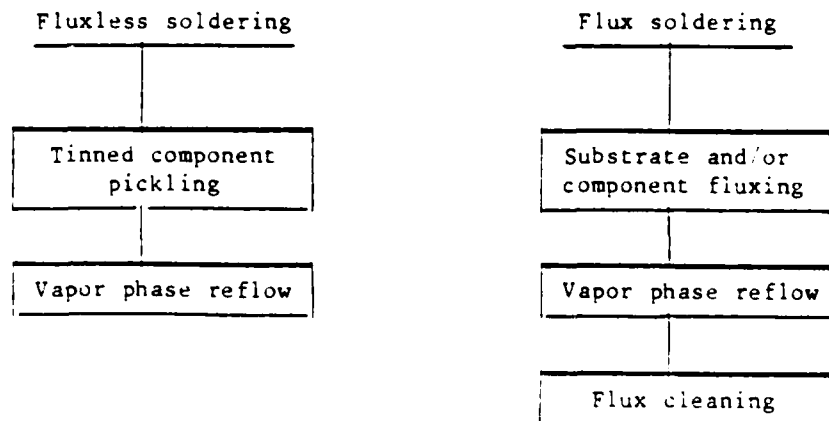 Fluxless soldering
Tinned component
pickling
Vapor phase reflow
Flux soldering
Substrate and/or
component fluxing
Vapor phase reflow
Flux cleaning